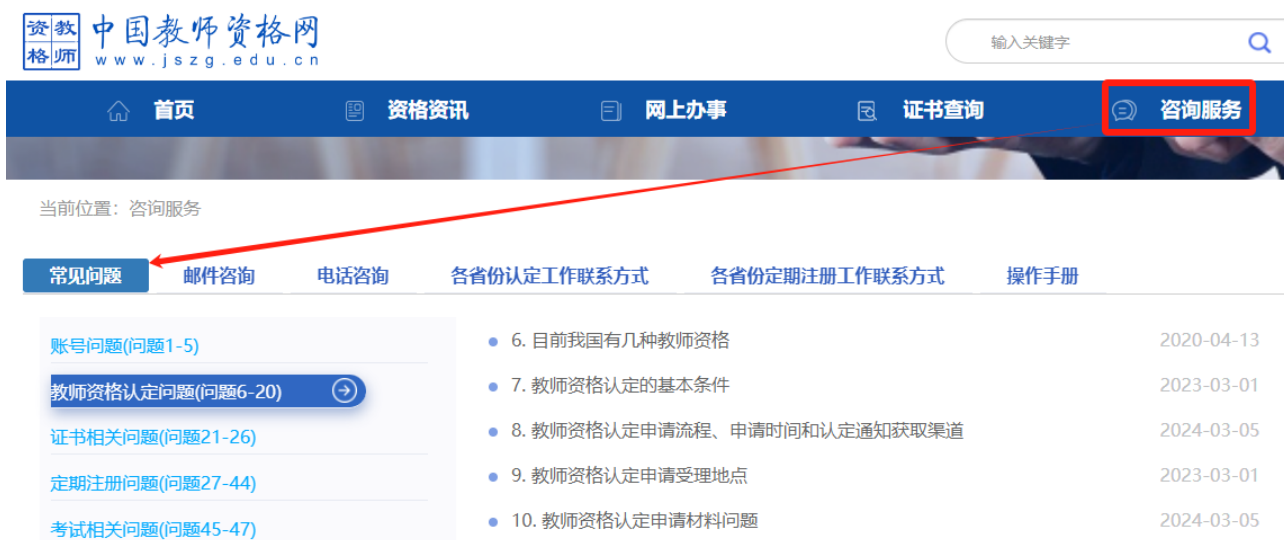 资教 中国教师资格网
格师 www.jszg.edu.cn
输入关键字
首页 资格资讯 网上办事 证书查询 咨询服务
当前位置：咨询服务
常见问题 邮件咨询 电话咨询 各省份认定工作联系方式 各省份定期注册工作联系方式 操作手册
账号问题(问题1-5)
教师资格认定问题(问题6-20)
证书相关问题(问题21-26)
定期注册问题(问题27-44)
考试相关问题(问题45-47)
6. 目前我国有几种教师资格 2020-04-13
7. 教师资格认定的基本条件 2023-03-01
8. 教师资格认定申请流程、申请时间和认定通知获取渠道 2024-03-05
9. 教师资格认定申请受理地点 2023-03-01
10. 教师资格认定申请材料问题 2024-03-05